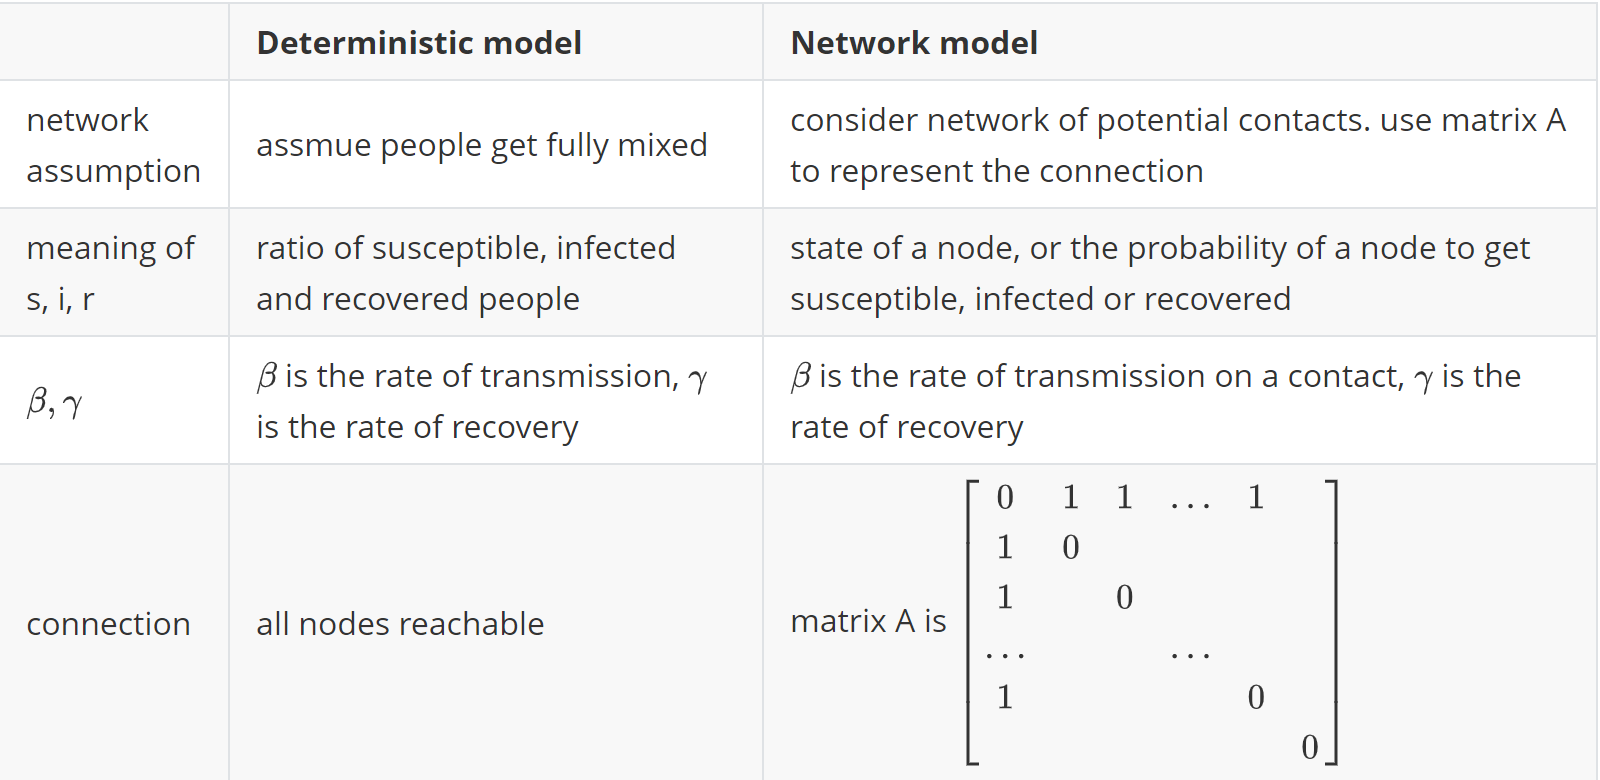 Deterministic model
Network model
network
assumption
assmue people get fully mixed
consider network of potential contacts. use matrix A
to represent the connection
meaning of
s, i, r
ratio of susceptible, infected
and recovered people
state of a node, or the probability of a node to get
susceptible, infected or recovered
β, γ
β is the rate of transmission, γ
is the rate of recovery
β is the rate of transmission on a contact, γ is the
rate of recovery
connection
all nodes reachable
matrix A is
0 1 1 ... 1
1 0
1 0
... ...
1 0
0